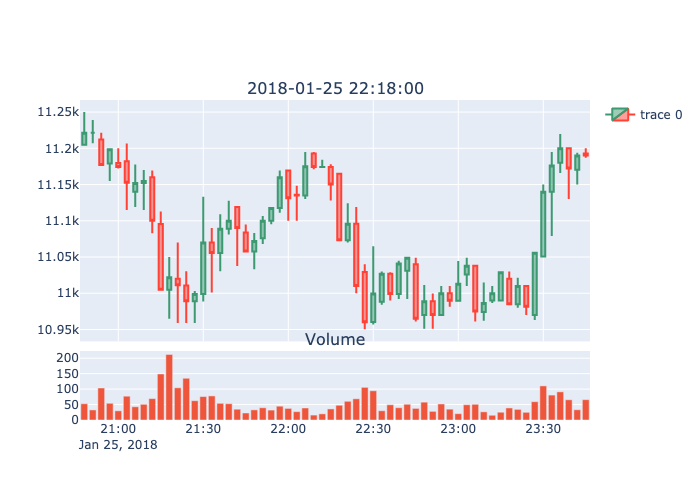 2018-01-25 22:18:00
11.25k
trace 0
11.2k
11.15k
11.1k
11.05k
11k
10.95k
Volume
200
150
100
50
0
21:00 21:30 22:00 22:30 23:00 23:30
Jan 25, 2018